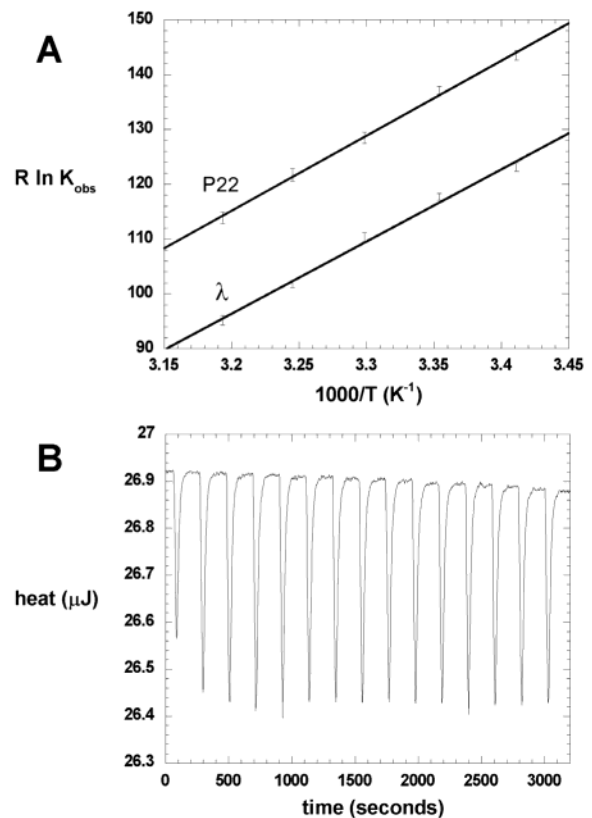 A
150
140
130
R ln K_obs
P22
120
110
λ
100
90
3.15 3.2 3.25 3.3 3.35 3.4 3.45
1000/T (K⁻¹)
B
27
26.9
26.8
26.7
heat (μJ)
26.6
26.5
26.4
26.3
0 500 1000 1500 2000 2500 3000
time (seconds)